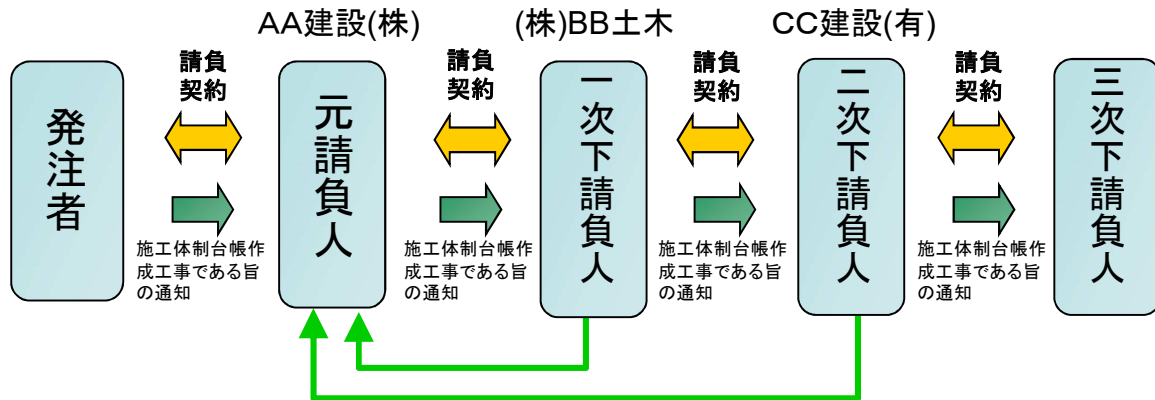 AA建設(株)
(株)BB土木
CC建設(有)
発注者
請負
契約
施工体制台帳作
成工事である旨
の通知
元請負人
請負
契約
施工体制台帳作
成工事である旨
の通知
一次下請負人
請負
契約
施工体制台帳作
成工事である旨
の通知
二次下請負人
請負
契約
施工体制台帳作
成工事である旨
の通知
三次下請負人